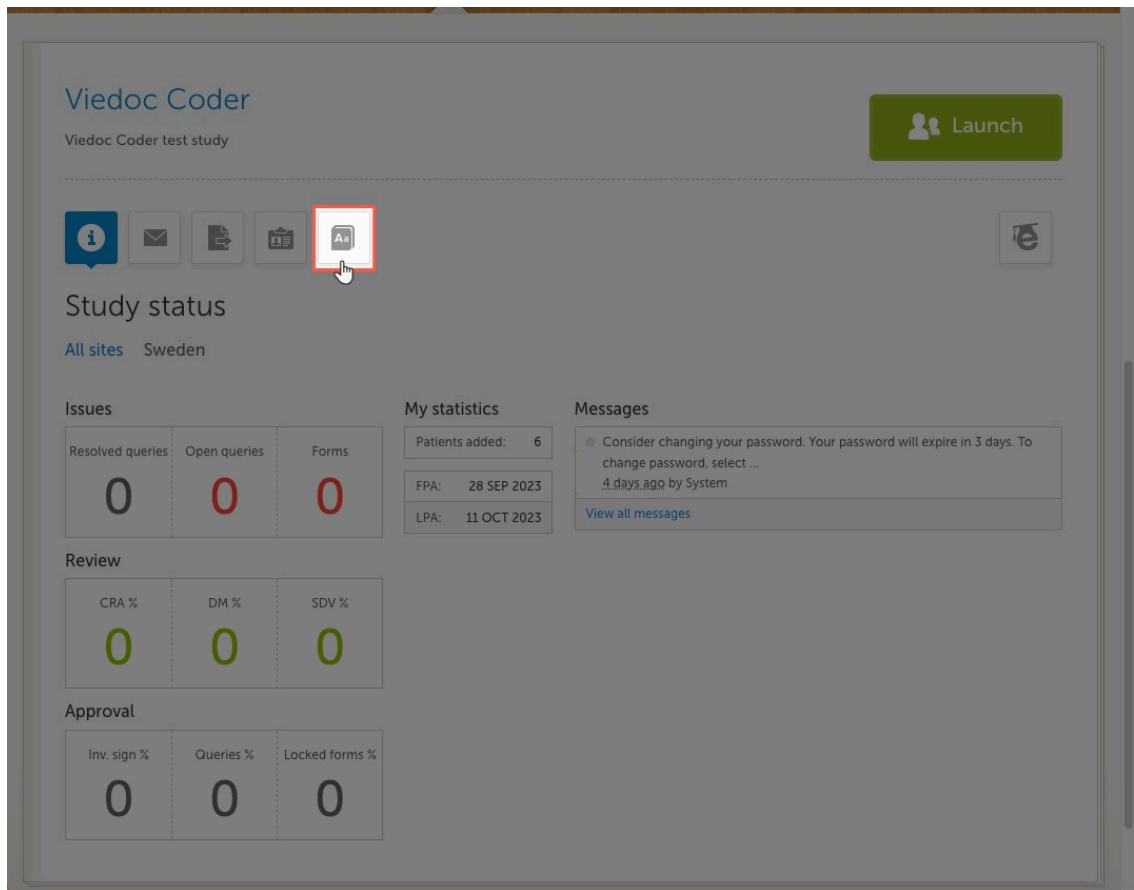 Viedoc Coder
Viedoc Coder test study
Launch
Aa
Study status
All sites Sweden
Issues
Resolved queries Open queries Forms
0 0 0
My statistics
Patients added: 6
FPA: 28 SEP 2023
LPA: 11 OCT 2023
Messages
Consider changing your password. Your password will expire in 3 days. To
change password, select ...
4 days ago by System
View all messages
Review
CRA % DM % SDV %
0 0 0
Approval
Inv. sign % Queries % Locked forms %
0 0 0